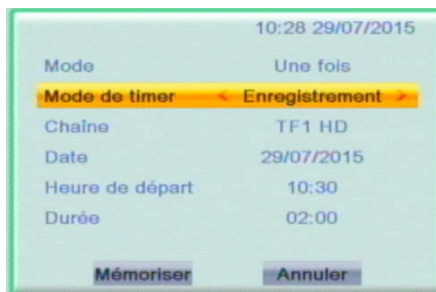 10:28 29/07/2015
Mode Une fois
Mode de timer Enregistrement
Chaîne TF1 HD
Date 29/07/2015
Heure de départ 10:30
Durée 02:00
Mémoriser Annuler